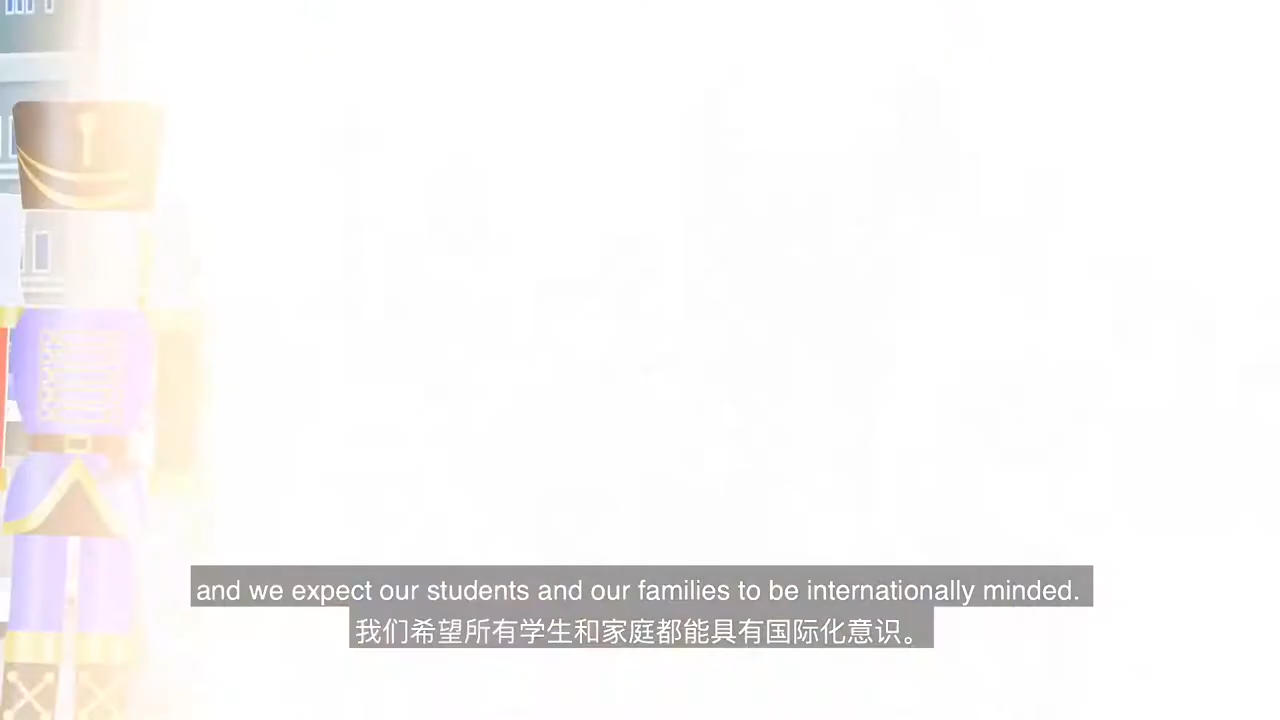 and we expect our students and our families to be internationally minded.
我们希望所有学生和家庭都能具有国际化意识。